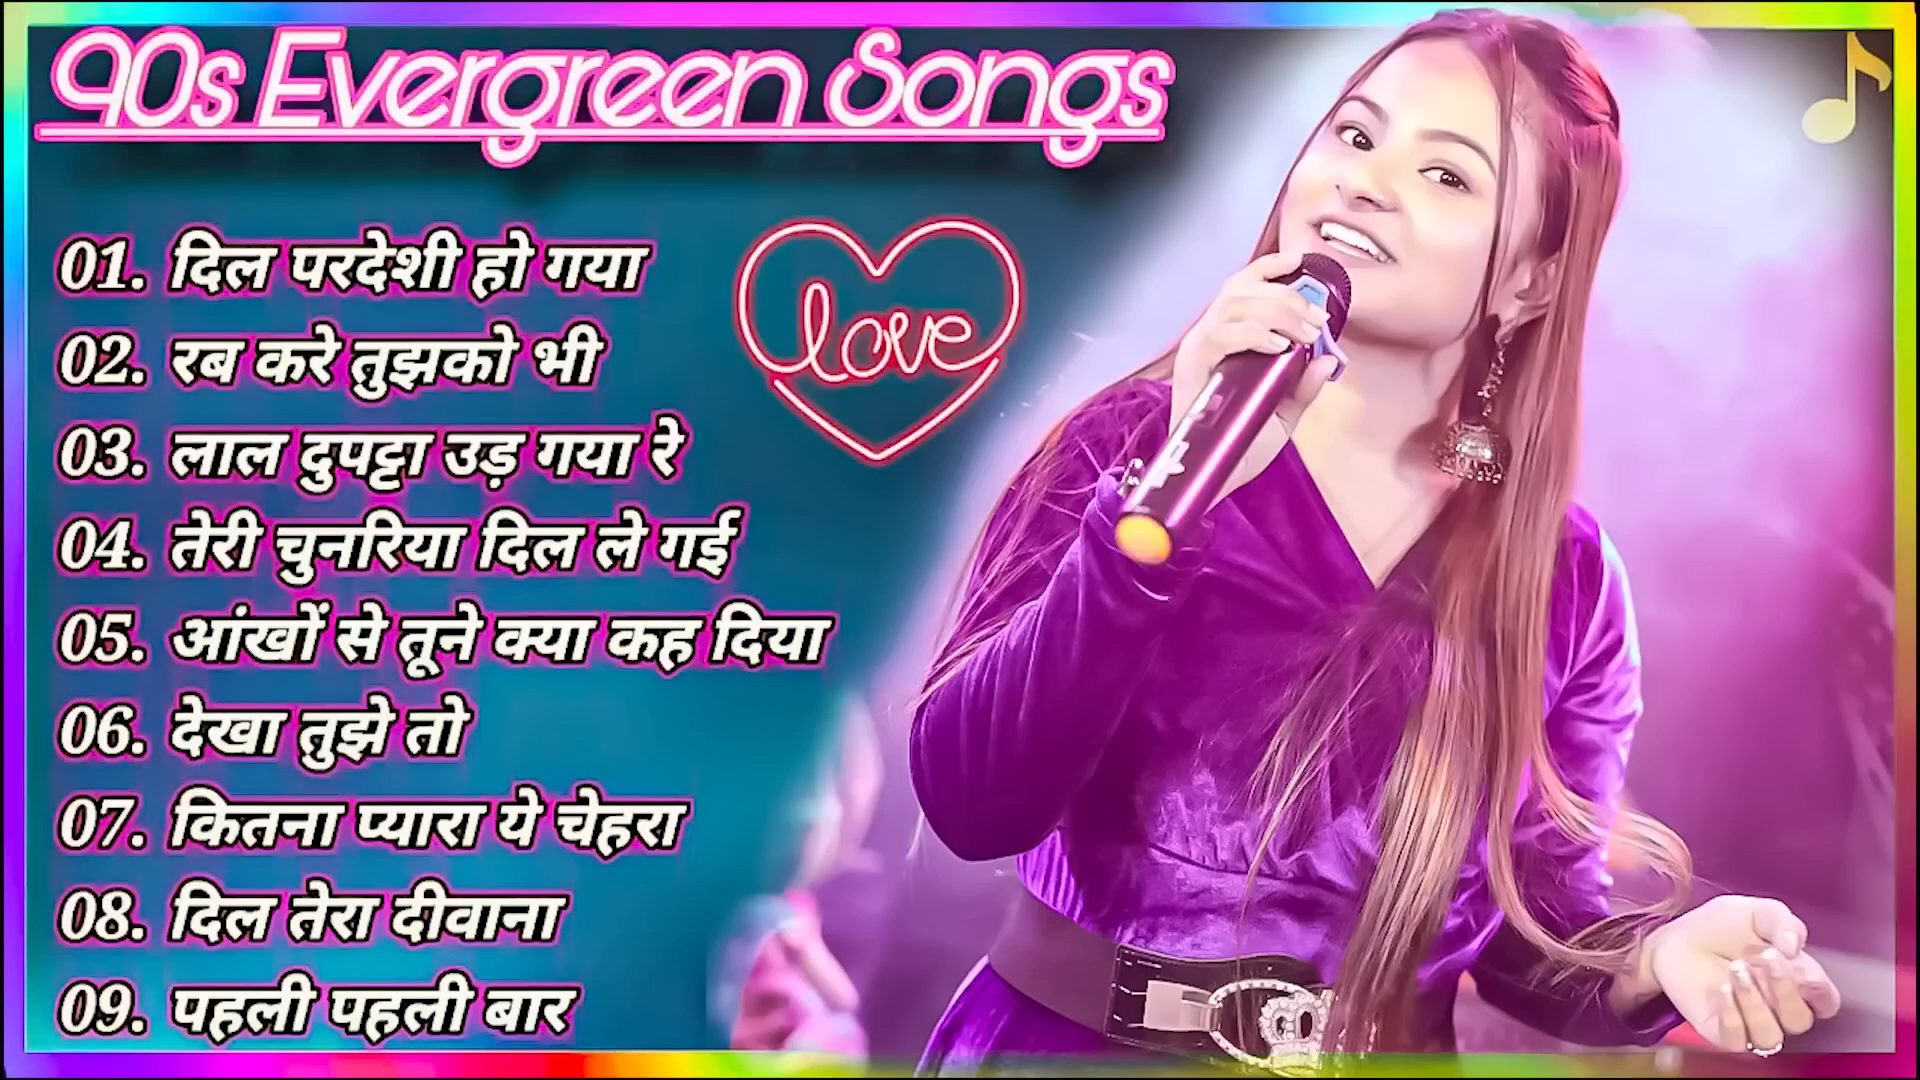 90s Evergreen Songs
love
01. दिल परदेशी हो गया
02. रब करे तुझको भी
03. लाल दुपट्टा उड़ गया रे
04. तेरी चुनरिया दिल ले गई
05. आंखों से तूने क्या कह दिया
06. देखा तुझे तो
07. कितना प्यारा ये चेहरा
08. दिल तेरा दीवाना
09. पहली पहली बार